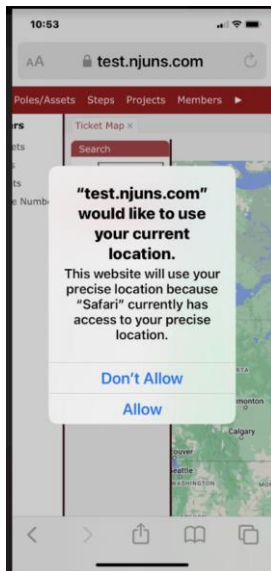 10:53
AA test.njuns.com
Poles/Assets Steps Projects Members
Ticket Map ×
Search
“test.njuns.com”
would like to use
your current
location.
This website will use your
precise location because
“Safari” currently has
access to your precise
location.
Don’t Allow
Allow
Calgary
WASHINGTON